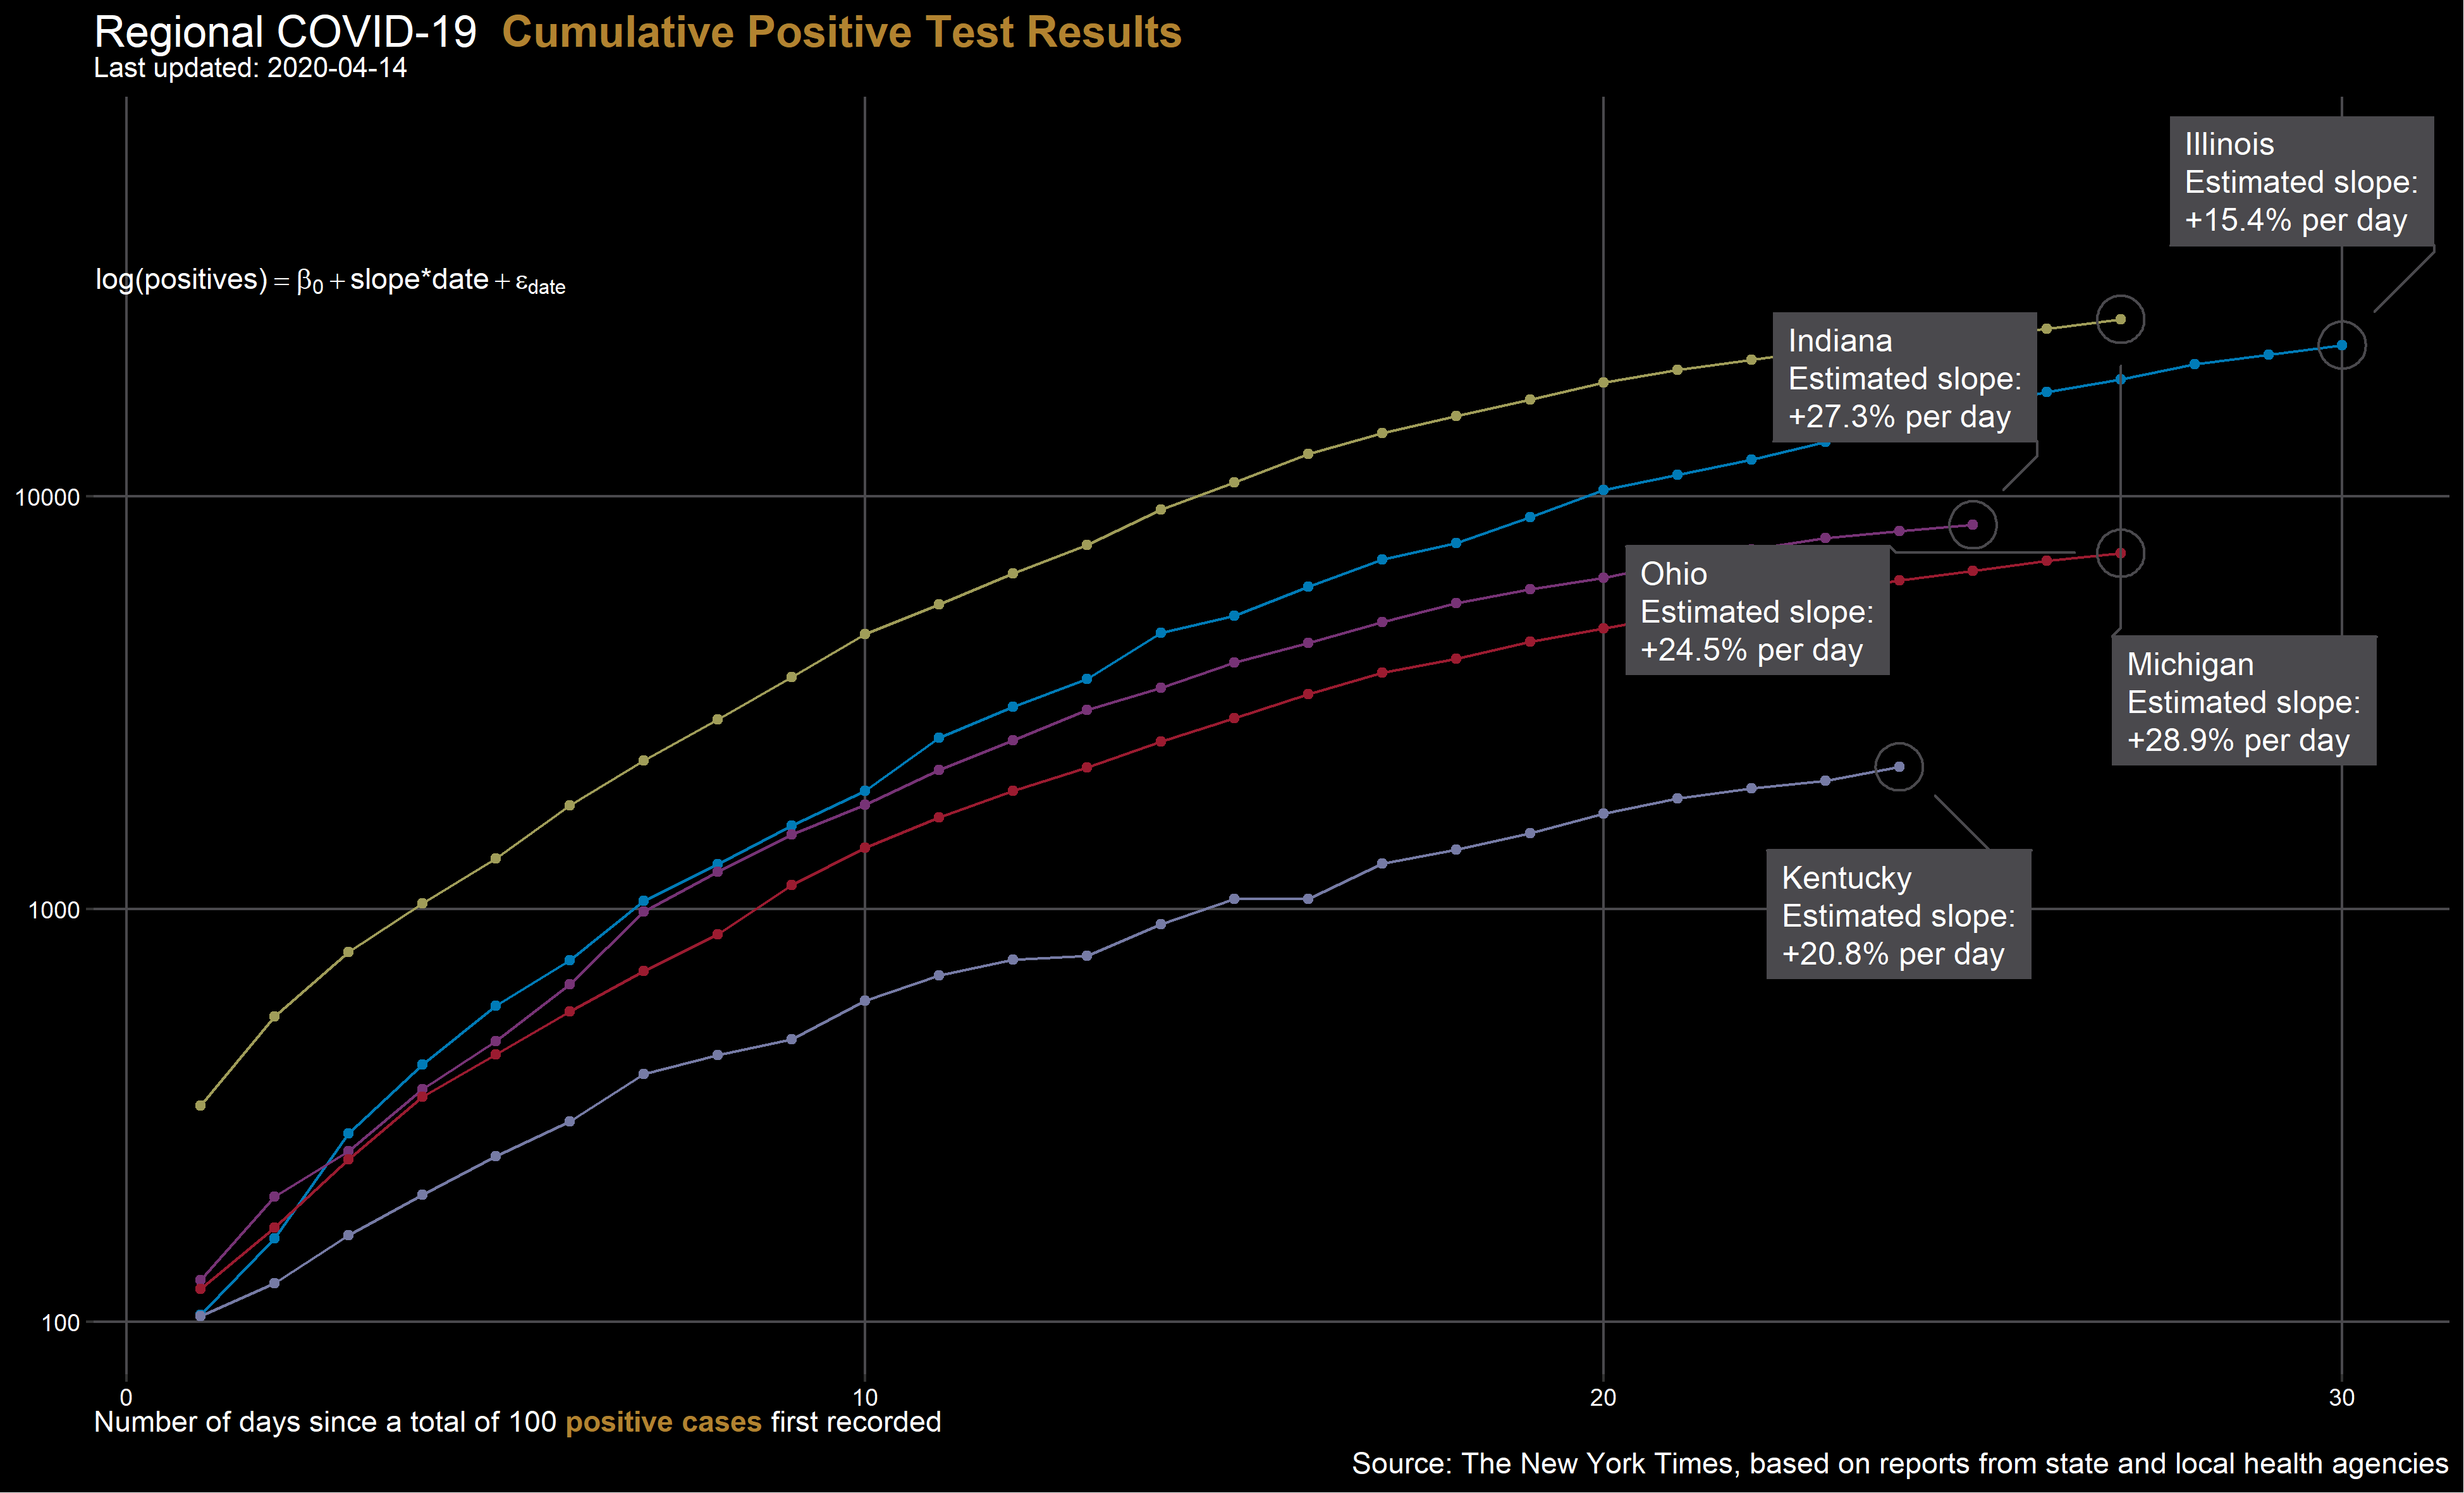 Regional COVID-19 Cumulative Positive Test Results
Last updated: 2020-04-14
Illinois
Estimated slope:
+15.4% per day
log(positives) = β0 + slope*date + εdate
Indiana
Estimated slope:
+27.3% per day
10000
Ohio
Estimated slope:
+24.5% per day
Michigan
Estimated slope:
+28.9% per day
Kentucky
Estimated slope:
+20.8% per day
1000
100
0 10 20 30
Number of days since a total of 100 positive cases first recorded
Source: The New York Times, based on reports from state and local health agencies